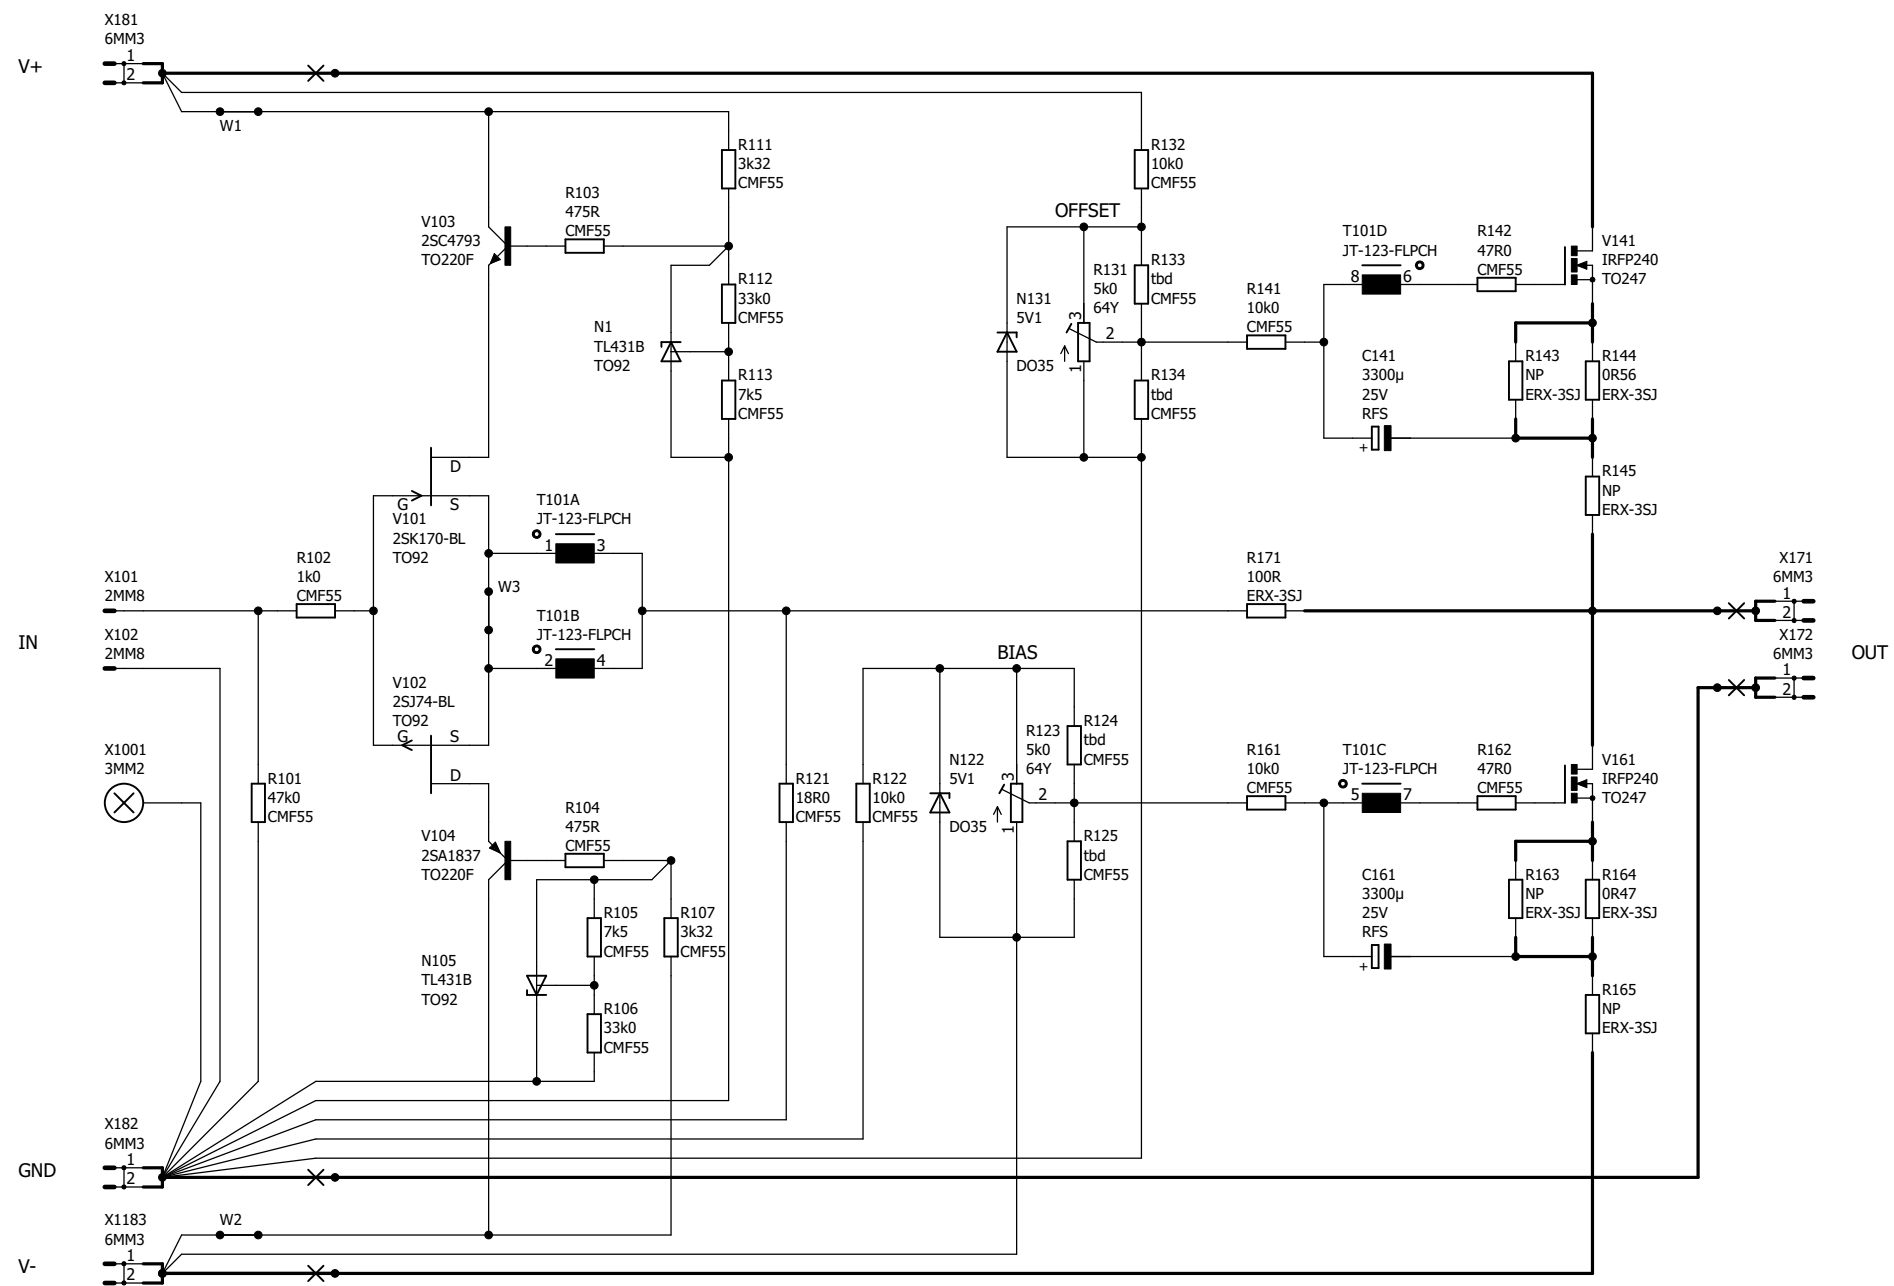 X181
6MM3
1
2
V+
W1
R111
3k32
CMF55
R132
10k0
CMF55
R103
475R
CMF55
V103
2SC4793
TO220F
OFFSET
R112
33k0
CMF55
N1
TL431B
TO92
R113
7k5
CMF55
N131
5V1
DO35
R131
5k0
64Y
3
2
1
R133
tbd
CMF55
R134
tbd
CMF55
R141
10k0
CMF55
T101D
JT-123-FLPCH
8
6
R142
47R0
CMF55
V141
IRFP240
TO247
C141
3300µ
25V
RFS
+
R143
NP
ERX-3SJ
R144
0R56
ERX-3SJ
R145
NP
ERX-3SJ
D
G
S
V101
2SK170-BL
TO92
T101A
JT-123-FLPCH
1
3
W3
T101B
JT-123-FLPCH
2
4
R102
1k0
CMF55
X101
2MM8
IN
X102
2MM8
V102
2SJ74-BL
TO92
G
S
D
R171
100R
ERX-3SJ
X171
6MM3
1
2
X172
6MM3
1
2
OUT
X1001
3MM2
R101
47k0
CMF55
V104
2SA1837
TO220F
R104
475R
CMF55
R105
7k5
CMF55
R107
3k32
CMF55
N105
TL431B
TO92
R106
33k0
CMF55
R121
18R0
CMF55
R122
10k0
CMF55
BIAS
N122
5V1
DO35
R123
5k0
64Y
3
2
1
R124
tbd
CMF55
R125
tbd
CMF55
R161
10k0
CMF55
T101C
JT-123-FLPCH
5
7
R162
47R0
CMF55
V161
IRFP240
TO247
C161
3300µ
25V
RFS
+
R163
NP
ERX-3SJ
R164
0R47
ERX-3SJ
R165
NP
ERX-3SJ
X182
6MM3
1
2
GND
X1183
6MM3
1
2
W2
V-